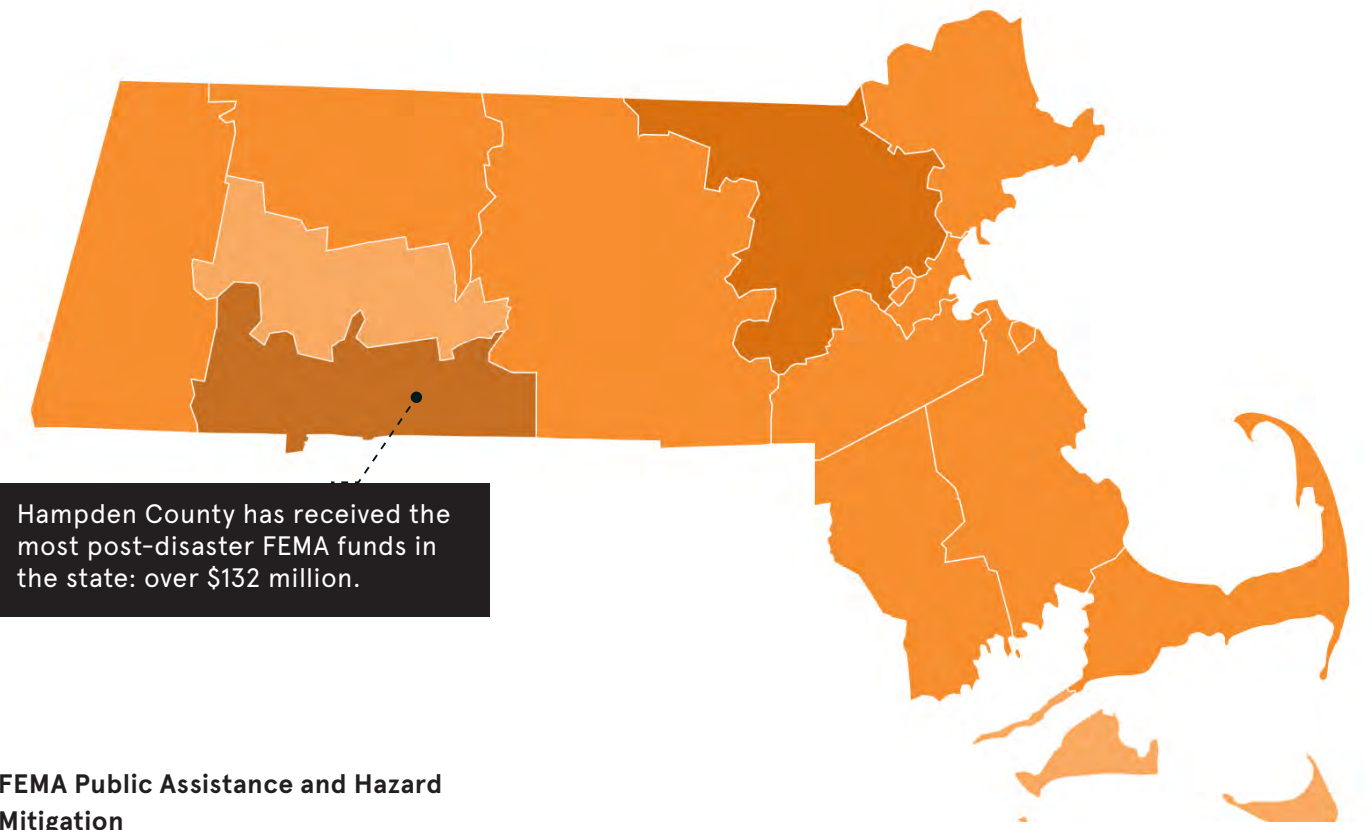 Hampden County has received the
most post-disaster FEMA funds in
the state: over $132 million.
FEMA Public Assistance and Hazard
Mitigation